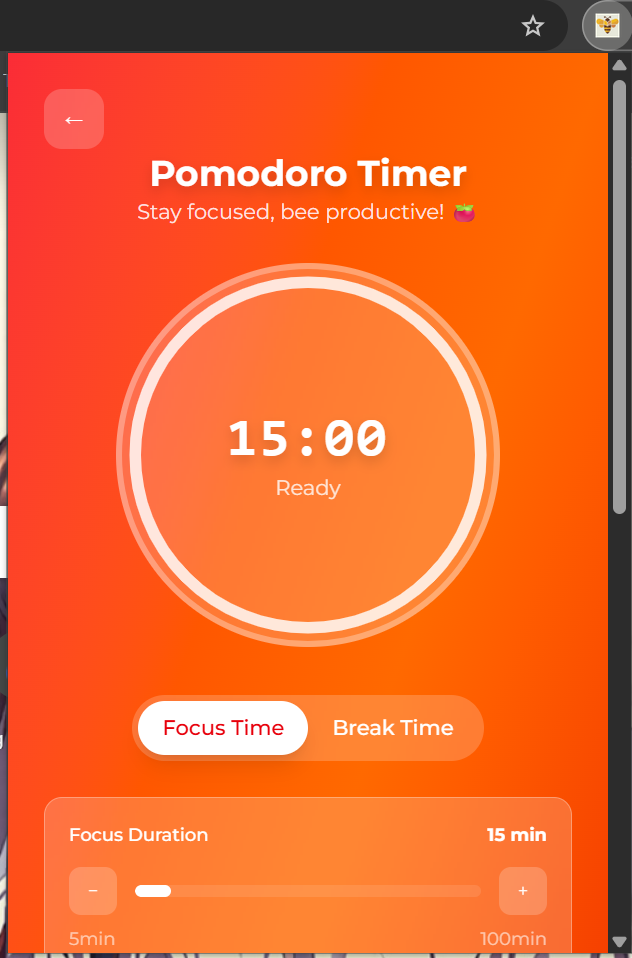 ←
Pomodoro Timer
Stay focused, bee productive! 🍅
15:00
Ready
Focus Time Break Time
Focus Duration 15 min
− +
5min 100min